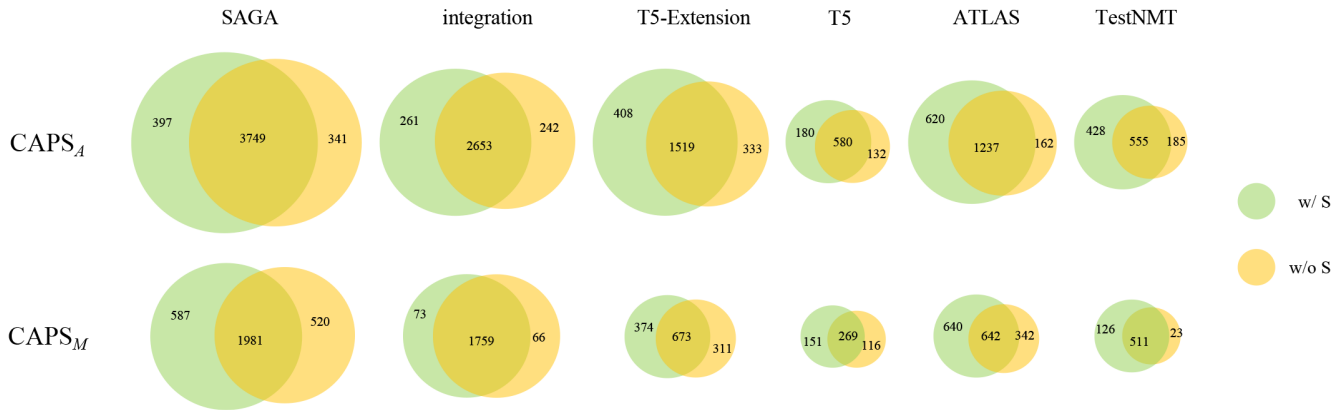 SAGA integration T5-Extension T5 ATLAS TestNMT
CAPS_A
397 3749 341
261 2653 242
408 1519 333
180 580 132
620 1237 162
428 555 185
w/ S
w/o S
CAPS_M
587 1981 520
73 1759 66
374 673 311
151 269 116
640 642 342
126 511 23